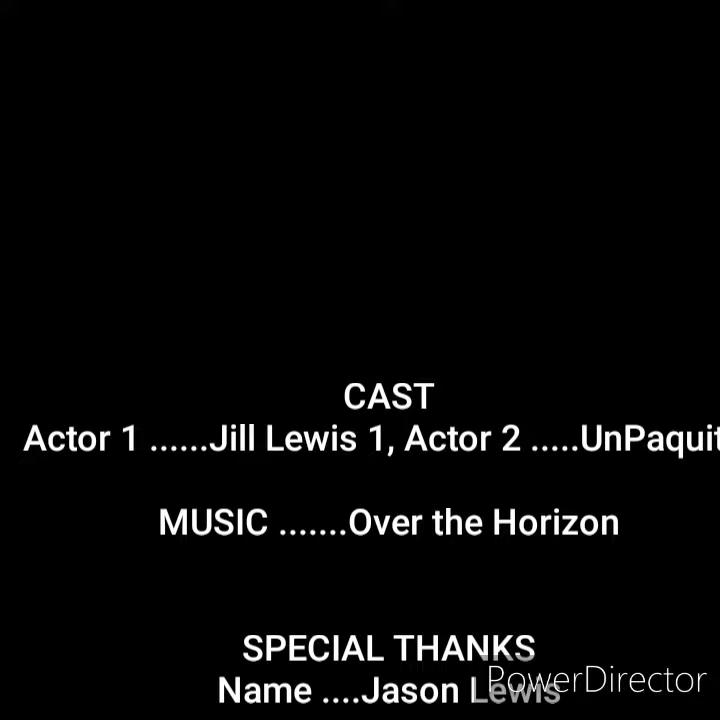 CAST
Actor 1 ......Jill Lewis 1, Actor 2 .....UnPaquit
MUSIC .......Over the Horizon
SPECIAL THANKS
Name ....Jason Lewis
PowerDirector